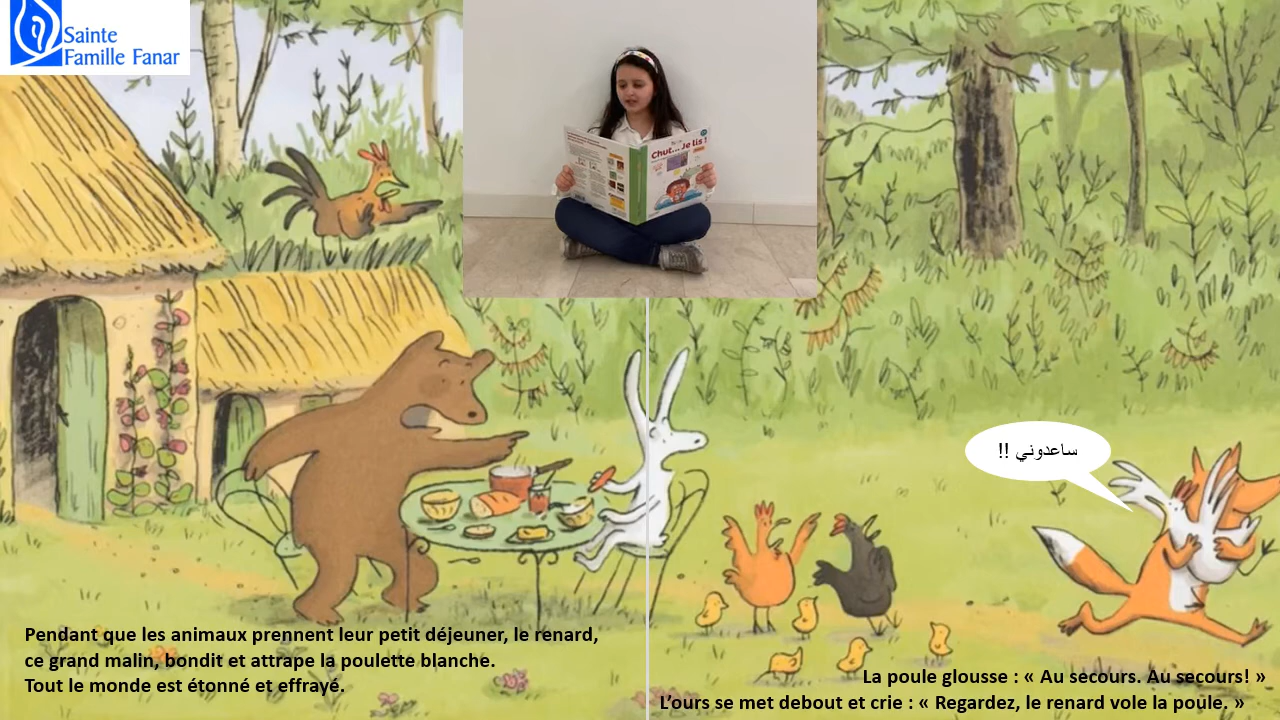 Sainte
Famille Fanar
Chut... Je lis !
ساعدوني !!
Pendant que les animaux prennent leur petit déjeuner, le renard,
ce grand malin, bondit et attrape la poulette blanche.
Tout le monde est étonné et effrayé.
La poule glousse : « Au secours. Au secours! »
L’ours se met debout et crie : « Regardez, le renard vole la poule. »